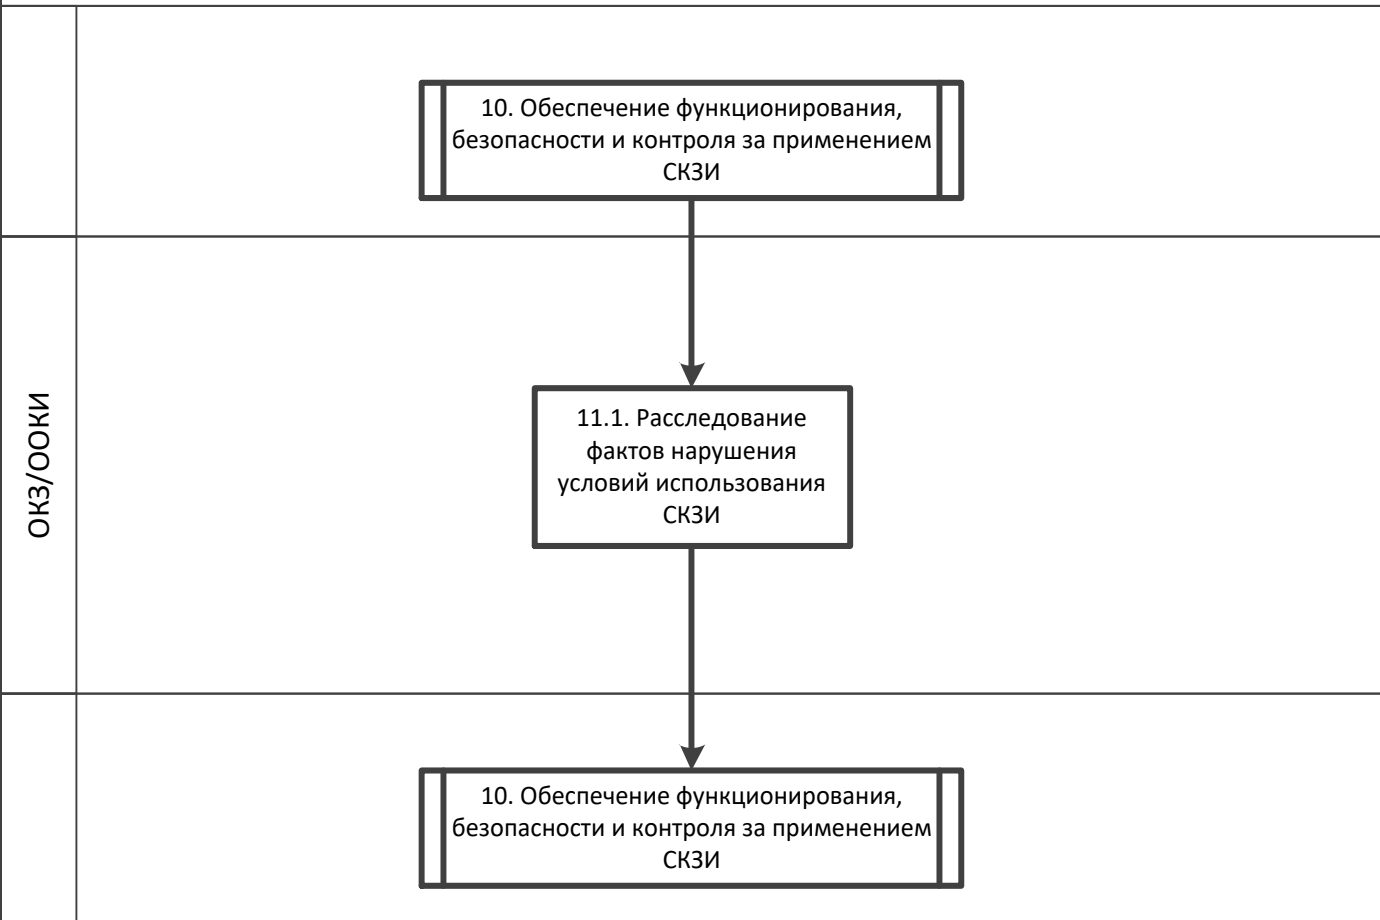 10. Обеспечение функционирования,
безопасности и контроля за применением
СКЗИ
ОКЗ/ООКИ
11.1. Расследование
фактов нарушения
условий использования
СКЗИ
10. Обеспечение функционирования,
безопасности и контроля за применением
СКЗИ